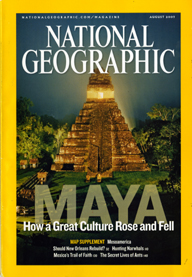 NATIONALGEOGRAPHIC.COM/MAGAZINE
AUGUST 2007
NATIONAL
GEOGRAPHIC
MAYA
How a Great Culture Rose and Fell
MAP SUPPLEMENT Mesoamerica
Should New Orleans Rebuild? Hunting Narwhals
Mexico's Trail of Faith The Secret Lives of Ants